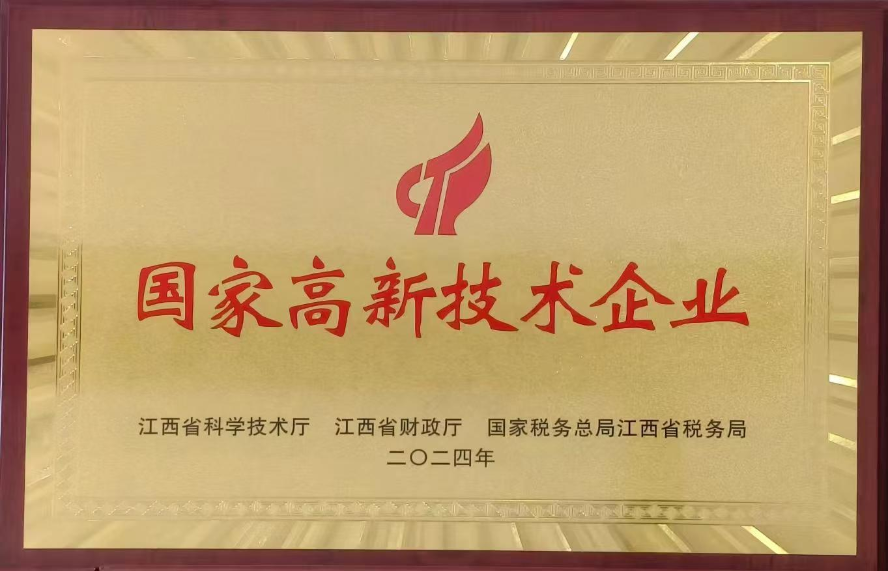 国家高新技术企业
江西省科学技术厅 江西省财政厅 国家税务总局江西省税务局
二〇二四年